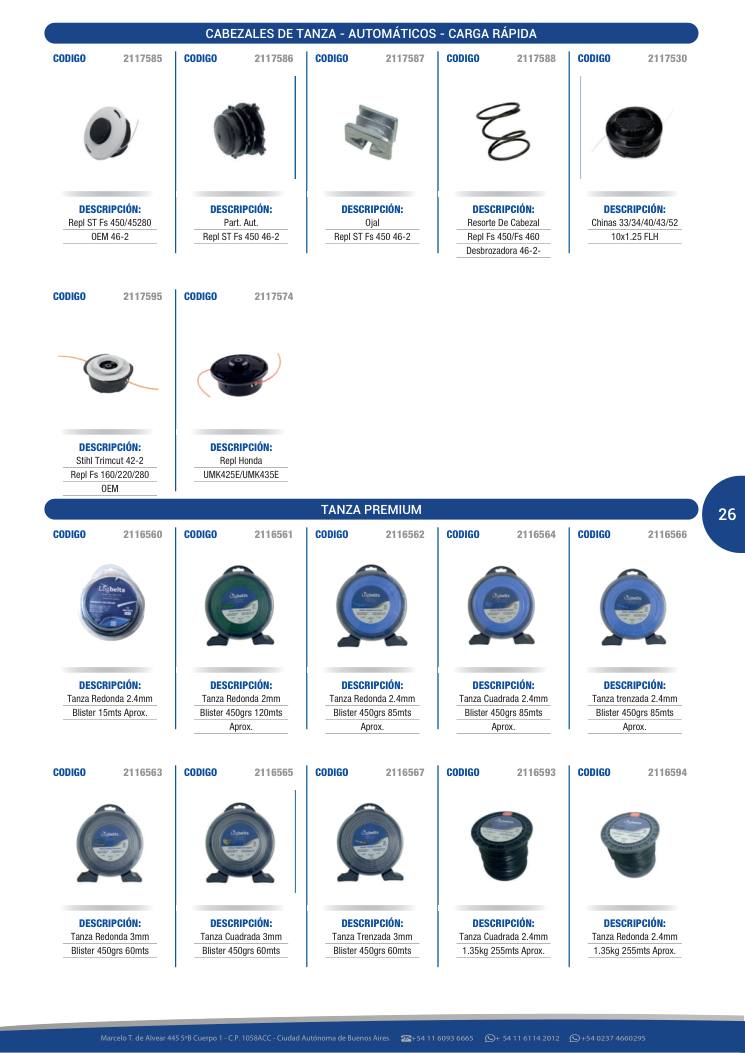 CABEZALES DE TANZA - AUTOMÁTICOS - CARGA RÁPIDA
CODIGO 2117585
DESCRIPCIÓN:
Repl ST Fs 450/45280
OEM 46-2
CODIGO 2117586
DESCRIPCIÓN:
Part. Aut.
Repl ST Fs 450 46-2
CODIGO 2117587
DESCRIPCIÓN:
Ojal
Repl ST Fs 450 46-2
CODIGO 2117588
DESCRIPCIÓN:
Resorte De Cabezal
Repl Fs 450/Fs 460
Desbrozadora 46-2-
CODIGO 2117530
DESCRIPCIÓN:
Chinas 33/34/40/43/52
10x1.25 FLH
CODIGO 2117595
DESCRIPCIÓN:
Stihl Trimcut 42-2
Repl Fs 160/220/280
OEM
CODIGO 2117574
DESCRIPCIÓN:
Repl Honda
UMK425E/UMK435E
26
TANZA PREMIUM
CODIGO 2116560
Logbelts
DESCRIPCIÓN:
Tanza Redonda 2.4mm
Blister 15mts Aprox.
CODIGO 2116561
Logbelts
DESCRIPCIÓN:
Tanza Redonda 2mm
Blister 450grs 120mts
Aprox.
CODIGO 2116562
Logbelts
DESCRIPCIÓN:
Tanza Redonda 2.4mm
Blister 450grs 85mts
Aprox.
CODIGO 2116564
Logbelts
DESCRIPCIÓN:
Tanza Cuadrada 2.4mm
Blister 450grs 85mts
Aprox.
CODIGO 2116566
Logbelts
DESCRIPCIÓN:
Tanza trenzada 2.4mm
Blister 450grs 85mts
Aprox.
CODIGO 2116563
Logbelts
DESCRIPCIÓN:
Tanza Redonda 3mm
Blister 450grs 60mts
CODIGO 2116565
Logbelts
DESCRIPCIÓN:
Tanza Cuadrada 3mm
Blister 450grs 60mts
CODIGO 2116567
Logbelts
DESCRIPCIÓN:
Tanza Trenzada 3mm
Blister 450grs 60mts
CODIGO 2116593
DESCRIPCIÓN:
Tanza Cuadrada 2.4mm
1.35kg 255mts Aprox.
CODIGO 2116594
DESCRIPCIÓN:
Tanza Redonda 2.4mm
1.35kg 255mts Aprox.
Marcelo T. de Alvear 445 5ºB Cuerpo 1 - C.P. 1058ACC - Ciudad Autónoma de Buenos Aires. +54 11 6093 6665 + 54 11 6114 2012 +54 0237 4660295